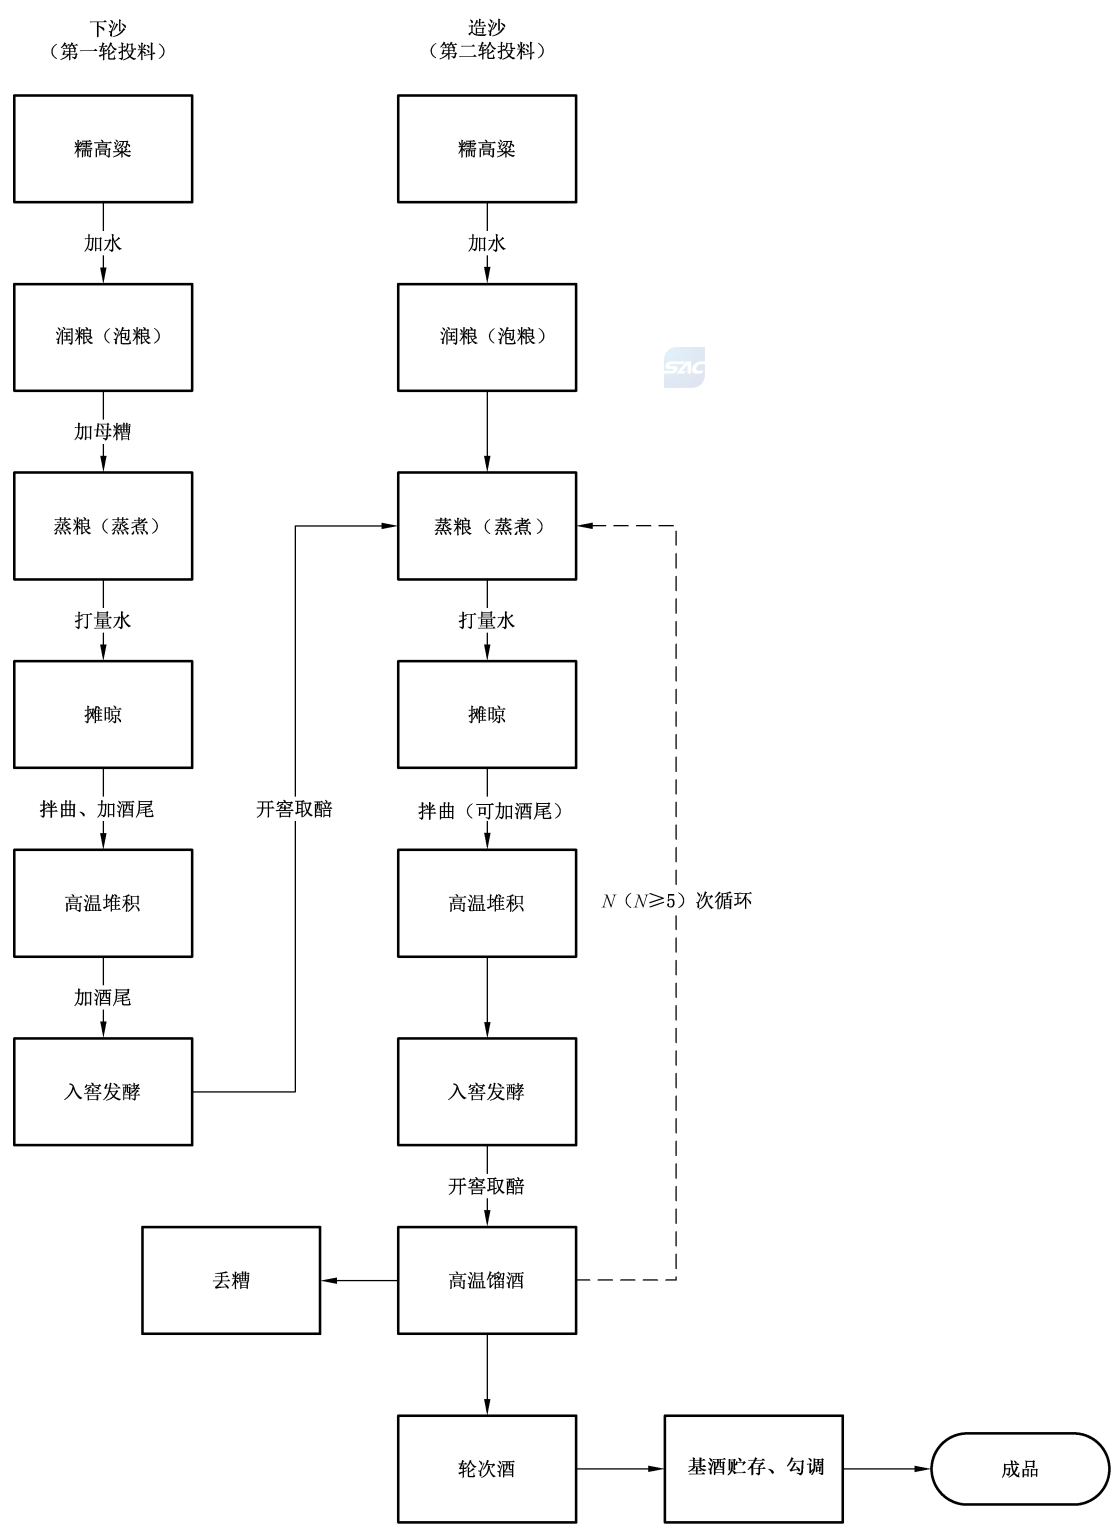 下沙
（第一轮投料）
糯高粱
加水
润粮（泡粮）
加母糟
蒸粮（蒸煮）
打量水
摊晾
拌曲、加酒尾
高温堆积
加酒尾
入窖发酵
开窖取醅
造沙
（第二轮投料）
糯高粱
加水
润粮（泡粮）
蒸粮（蒸煮）
打量水
摊晾
拌曲（可加酒尾）
高温堆积
入窖发酵
开窖取醅
高温馏酒
丢糟
N（N≥5）次循环
轮次酒
基酒贮存、勾调
成品
SAC